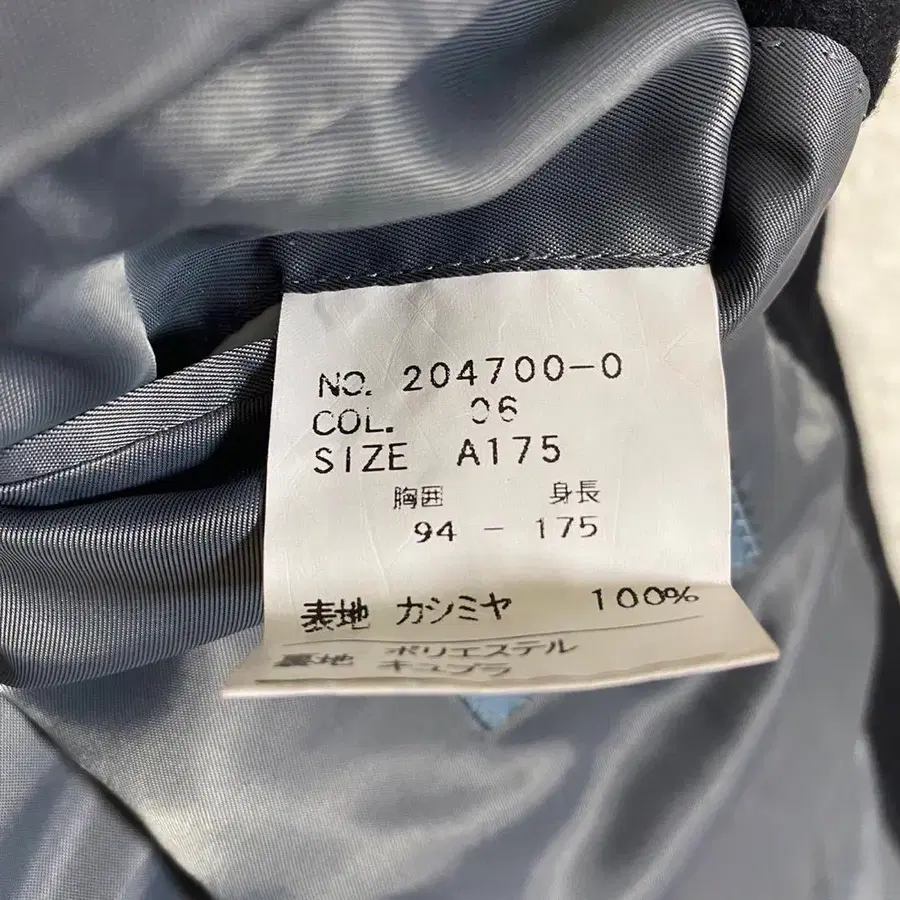 NO. 204700-0
COL. 06
SIZE A175
胸囲 身長
94 - 175
表地 カシミヤ 100%
裏地 ポリエステル
キュプラ